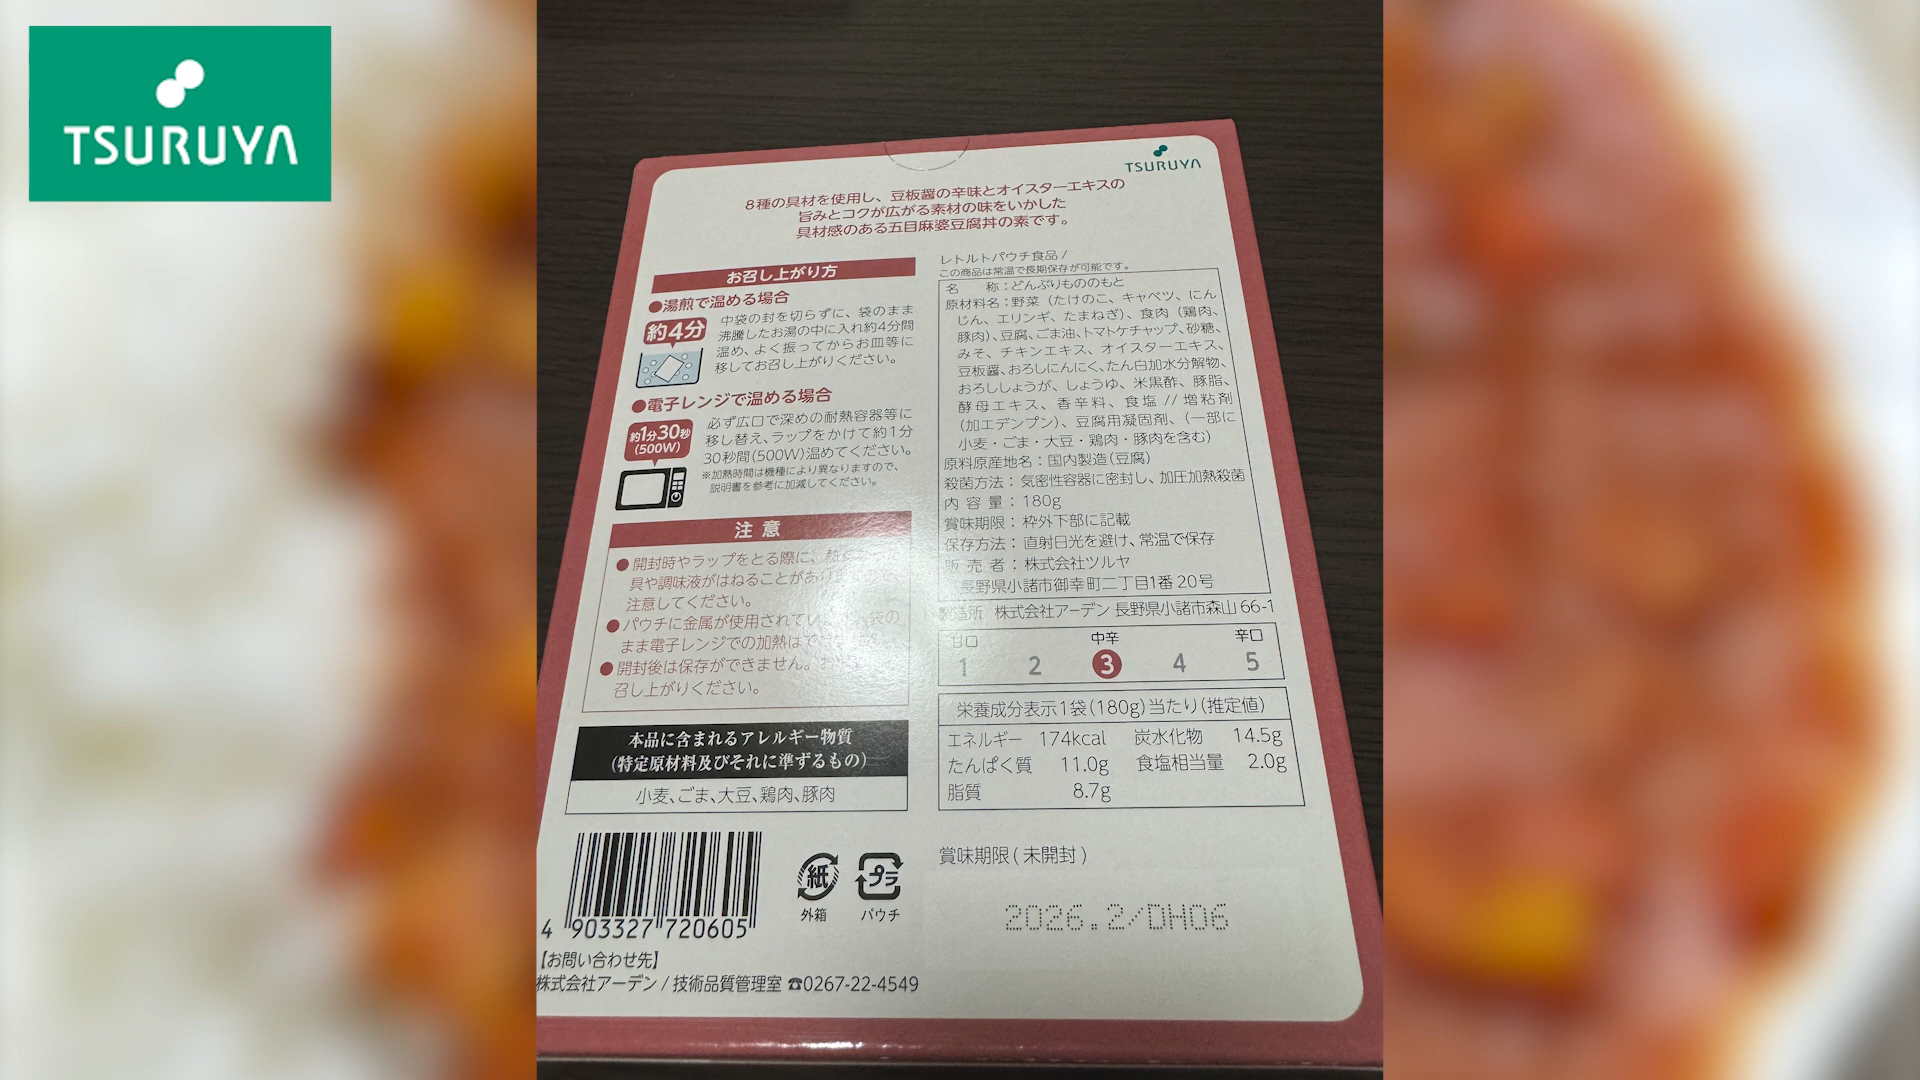 TSURUYA
TSURUYA
8種の具材を使用し、豆板醤の辛味とオイスターエキスの
旨みとコクが広がる素材の味をいかした
具材感のある五目麻婆豆腐丼の素です。
お召し上がり方
●湯煎で温める場合
約4分
中袋の封を切らずに、袋のまま
沸騰したお湯の中に入れ約4分間
温め、よく振ってからお皿等に
移してお召し上がりください。
●電子レンジで温める場合
約1分30秒
(500W)
必ず広口で深めの耐熱容器等に
移し替え、ラップをかけて約1分
30秒間(500W)温めてください。
※加熱時間は機種により異なりますので、
説明書を参考に加減してください。
注意
●開封時やラップをとる際に、熱
具や調味液がはねることがあり
注意してください。
●パウチに金属が使用されて 袋の
まま電子レンジでの加熱はで
●開封後は保存ができません。お
召し上がりください。
本品に含まれるアレルギー物質
(特定原材料及びそれに準ずるもの)
小麦、ごま、大豆、鶏肉、豚肉
4 903327 720605
紙
外箱
プラ
パウチ
【お問い合わせ先】
株式会社アーデン / 技術品質管理室 ☎0267-22-4549
レトルトパウチ食品 /
この商品は常温で長期保存が可能です。
名称：どんぶりもののもと
原材料名：野菜（たけのこ、キャベツ、にん
じん、エリンギ、たまねぎ）、食肉（鶏肉、
豚肉）、豆腐、ごま油、トマトケチャップ、砂糖、
みそ、チキンエキス、オイスターエキス、
豆板醤、おろしにんにく、たん白加水分解物、
おろししょうが、しょうゆ、米黒酢、豚脂、
酵母エキス、香辛料、食塩 // 増粘剤
（加工デンプン）、豆腐用凝固剤、（一部に
小麦・ごま・大豆・鶏肉・豚肉を含む）
原料原産地名：国内製造（豆腐）
殺菌方法：気密性容器に密封し、加圧加熱殺菌
内容量：180g
賞味期限：枠外下部に記載
保存方法：直射日光を避け、常温で保存
販売者：株式会社ツルヤ
長野県小諸市御幸町二丁目1番20号
製造所 株式会社アーデン 長野県小諸市森山66-1
甘口 中辛 辛口
1 2 3 4 5
栄養成分表示1袋(180g)当たり(推定値)
エネルギー 174kcal 炭水化物 14.5g
たんぱく質 11.0g 食塩相当量 2.0g
脂質 8.7g
賞味期限(未開封)
2026.2/DH06